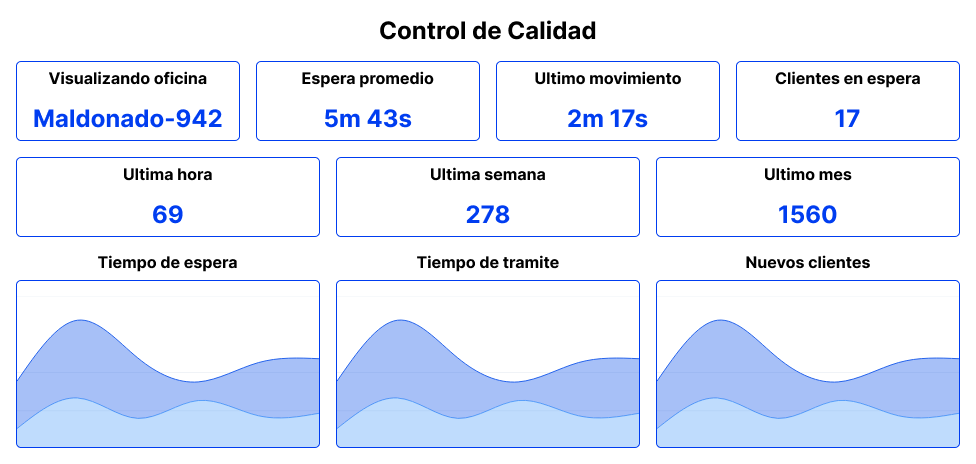 Control de Calidad
Visualizando oficina
Maldonado-942
Espera promedio
5m 43s
Ultimo movimiento
2m 17s
Clientes en espera
17
Ultima hora
69
Ultima semana
278
Ultimo mes
1560
Tiempo de espera
Tiempo de tramite
Nuevos clientes